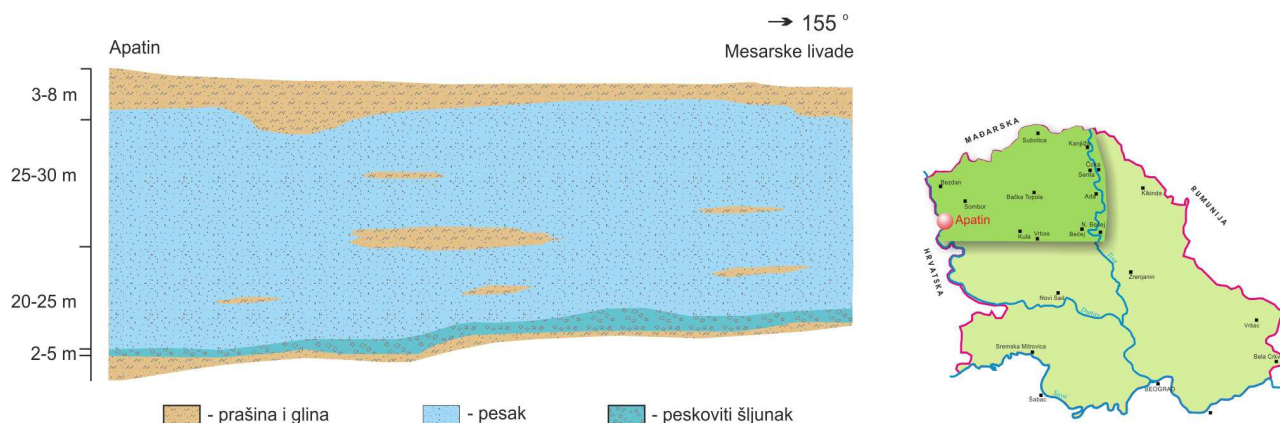 → 155 °
Apatin
Mesarske livade
3-8 m
25-30 m
20-25 m
2-5 m
- prašina i glina
- pesak
- peskoviti šljunak
MAĐARSKA
Subotica
Kanjiža
Čoka
Senta
Bezdan
Sombor
Bačka Topola
Ada
Kikinda
RUMUNIJA
Apatin
Kula
Vrbas
Bečej
N. Bečej
HRVATSKA
Zrenjanin
Novi Sad
Dunav
Vršac
Sremska Mitrovica
Bela Crkv
BEOGRAD
Šabac
Sava